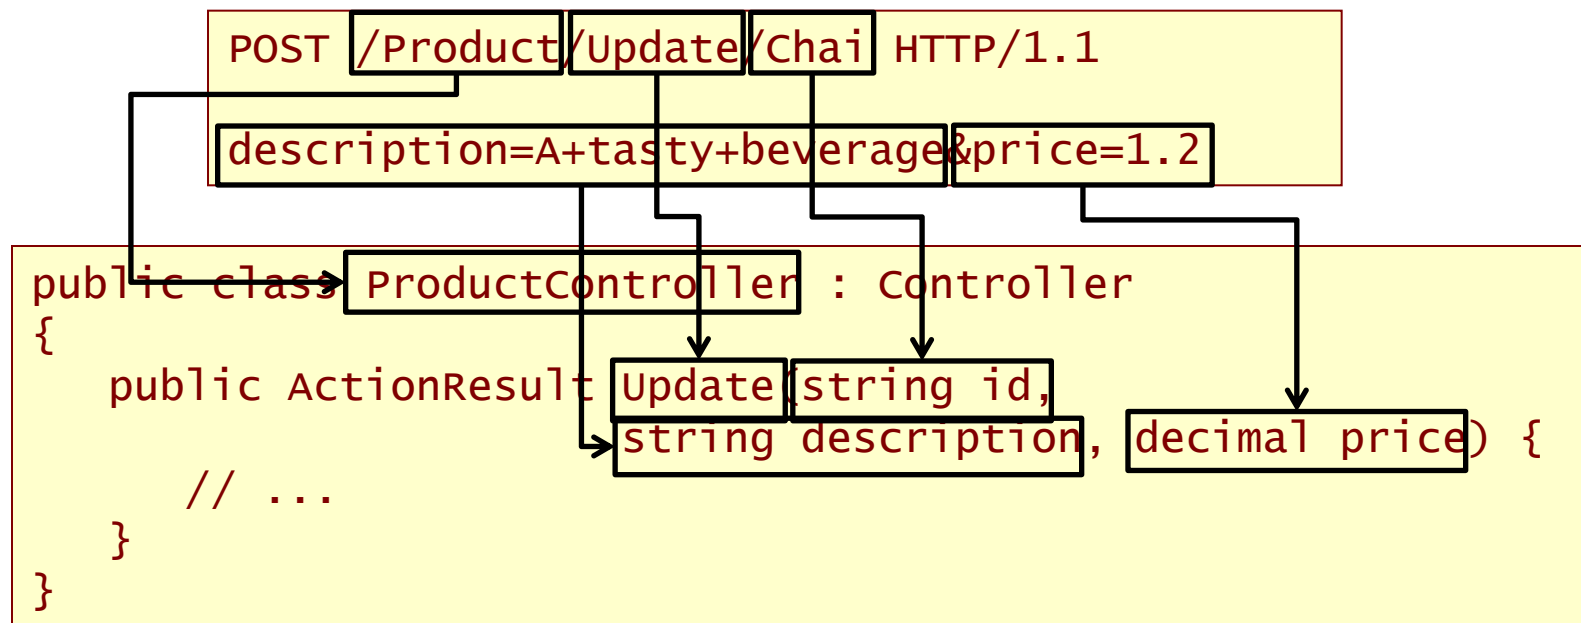 POST /Product/Update/Chai HTTP/1.1
description=A+tasty+beverage&price=1.2
public class ProductController : Controller
{
public ActionResult Update(string id,
string description, decimal price) {
// ...
}
}